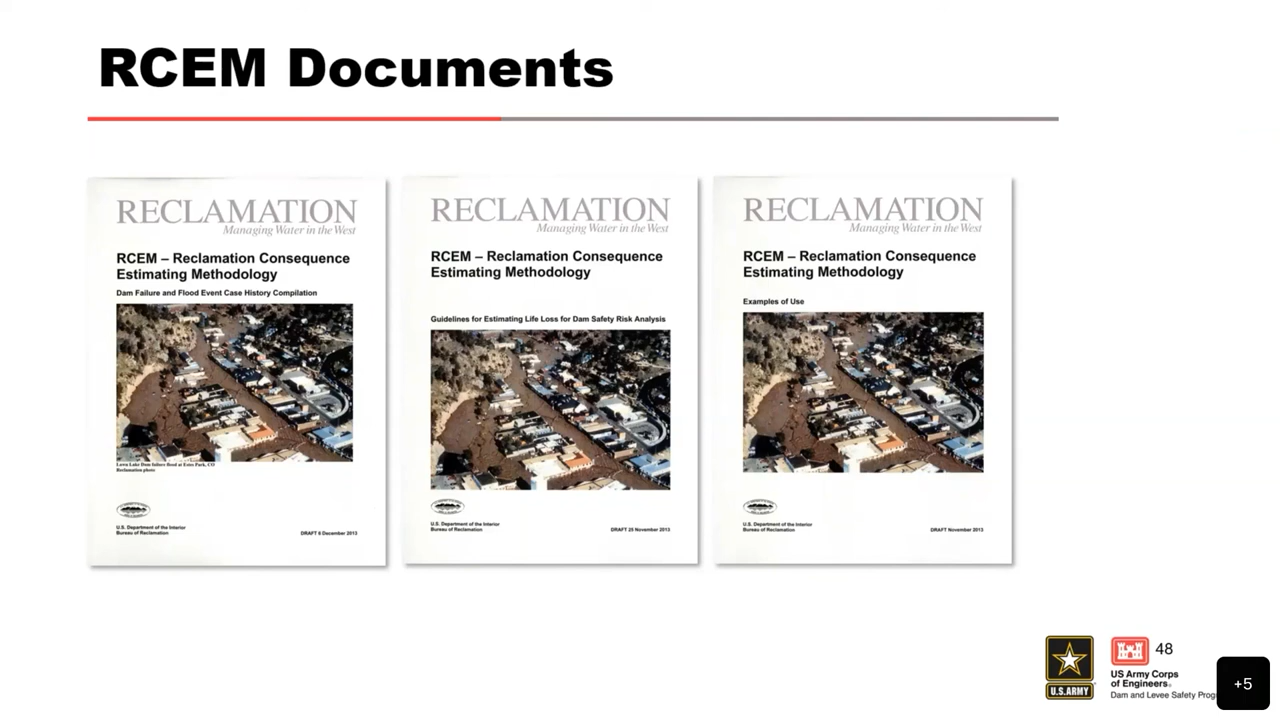 RCEM Documents
RECLAMATION
Managing Water in the West
RCEM – Reclamation Consequence
Estimating Methodology
Dam Failure and Flood Event Case History Compilation
Lawn Lake Dam failure flood at Estes Park, CO
Reclamation photo
U.S. Department of the Interior
Bureau of Reclamation
DRAFT 6 December 2013
RECLAMATION
Managing Water in the West
RCEM – Reclamation Consequence
Estimating Methodology
Guidelines for Estimating Life Loss for Dam Safety Risk Analysis
U.S. Department of the Interior
Bureau of Reclamation
DRAFT 25 November 2013
RECLAMATION
Managing Water in the West
RCEM – Reclamation Consequence
Estimating Methodology
Examples of Use
U.S. Department of the Interior
Bureau of Reclamation
DRAFT November 2013
U.S.ARMY
48
US Army Corps
of Engineers®
Dam and Levee Safety Prog
+5